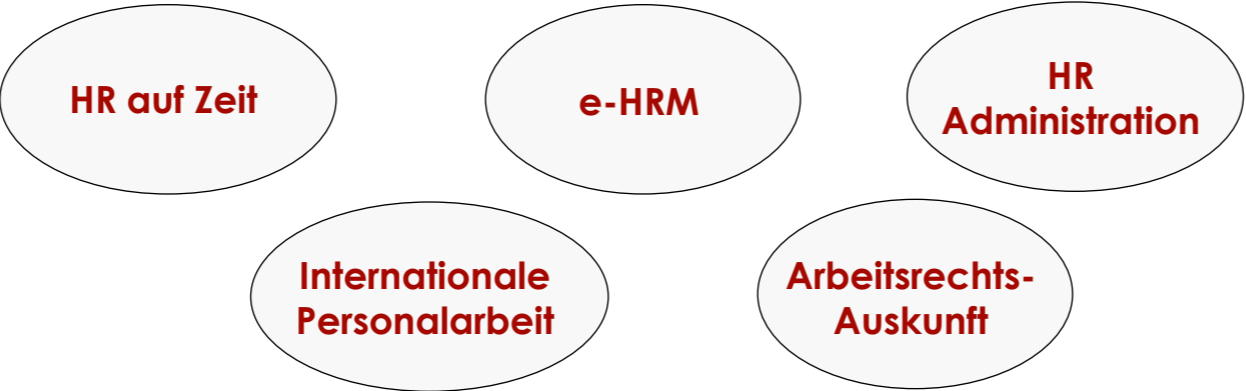 HR auf Zeit
e-HRM
HR
Administration
Internationale
Personalarbeit
Arbeitsrechts-
Auskunft